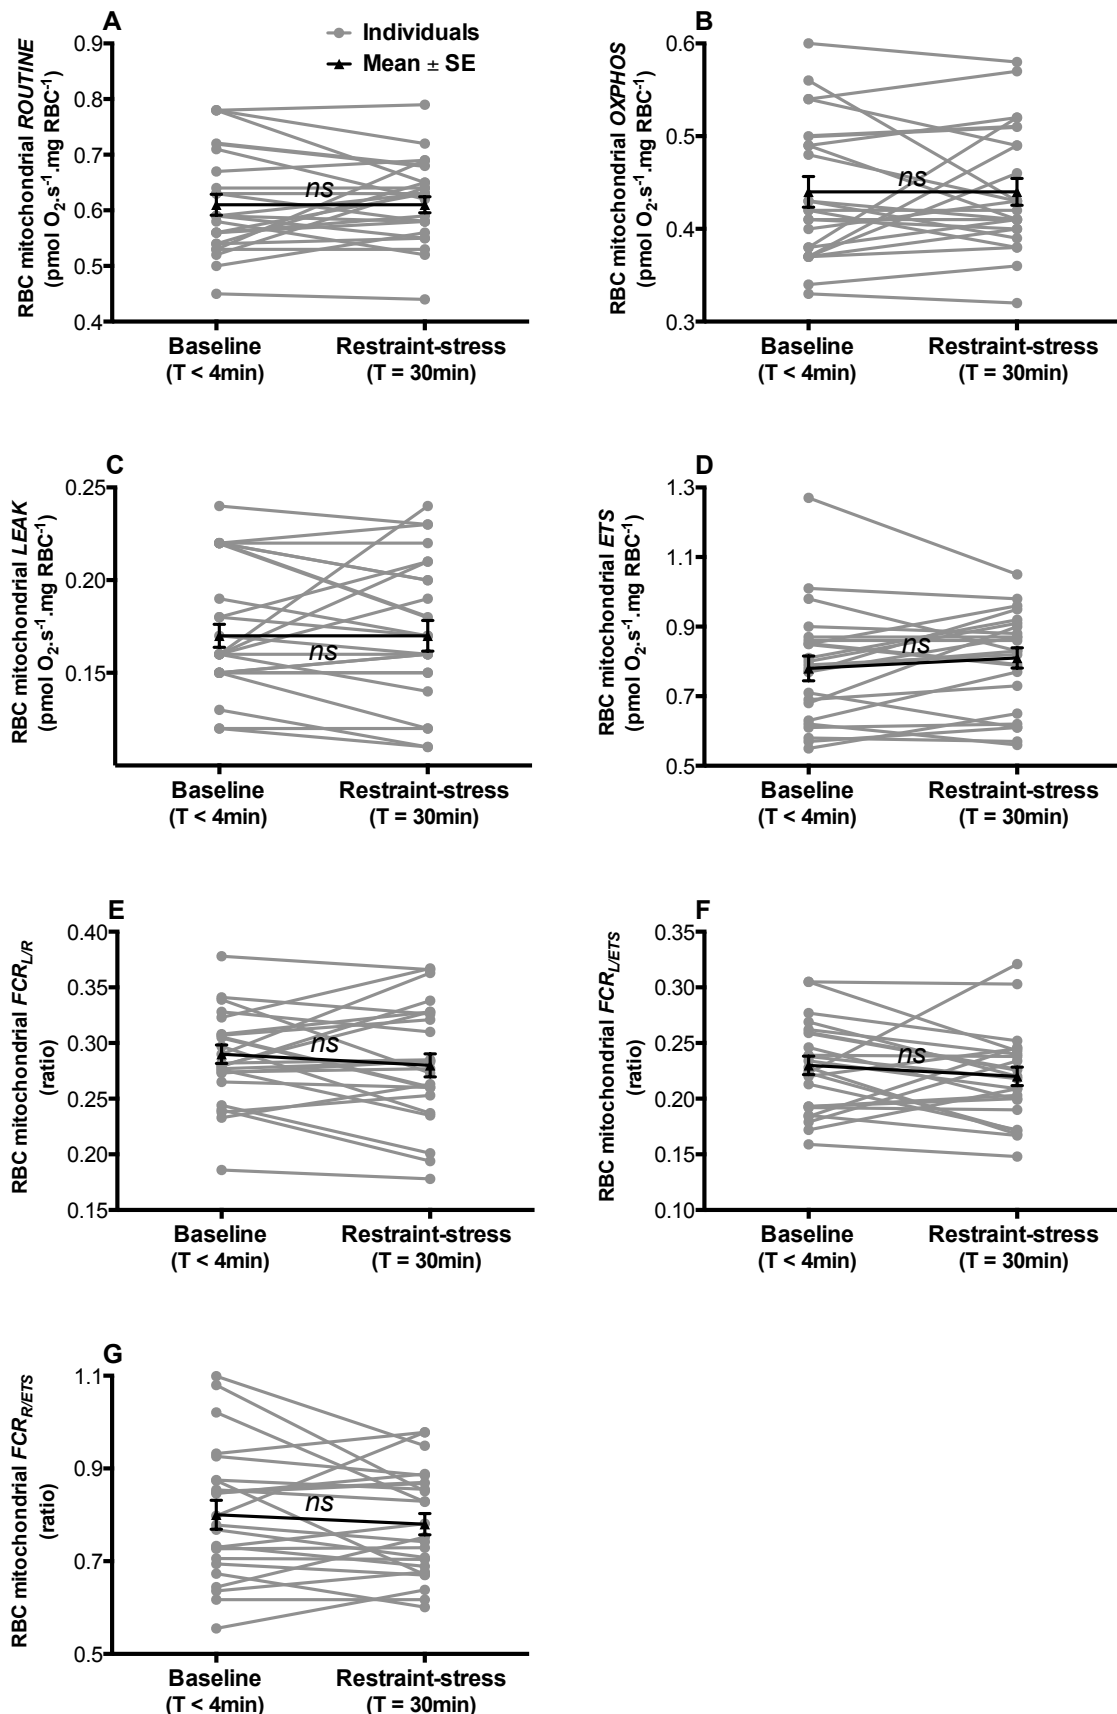 A
RBC mitochondrial ROUTINE
(pmol O₂.s⁻¹.mg RBC⁻¹)
0.9
0.8
0.7
0.6
0.5
0.4
Individuals
Mean ± SE
ns
Baseline
(T < 4min)
Restraint-stress
(T = 30min)
B
RBC mitochondrial OXPHOS
(pmol O₂.s⁻¹.mg RBC⁻¹)
0.6
0.5
0.4
0.3
ns
Baseline
(T < 4min)
Restraint-stress
(T = 30min)
C
RBC mitochondrial LEAK
(pmol O₂.s⁻¹.mg RBC⁻¹)
0.25
0.20
0.15
ns
Baseline
(T < 4min)
Restraint-stress
(T = 30min)
D
RBC mitochondrial ETS
(pmol O₂.s⁻¹.mg RBC⁻¹)
1.3
1.1
0.9
0.7
0.5
ns
Baseline
(T < 4min)
Restraint-stress
(T = 30min)
E
RBC mitochondrial FCR L/R
(ratio)
0.40
0.35
0.30
0.25
0.20
0.15
ns
Baseline
(T < 4min)
Restraint-stress
(T = 30min)
F
RBC mitochondrial FCR L/ETS
(ratio)
0.35
0.30
0.25
0.20
0.15
0.10
ns
Baseline
(T < 4min)
Restraint-stress
(T = 30min)
G
RBC mitochondrial FCR R/ETS
(ratio)
1.1
0.9
0.7
0.5
ns
Baseline
(T < 4min)
Restraint-stress
(T = 30min)